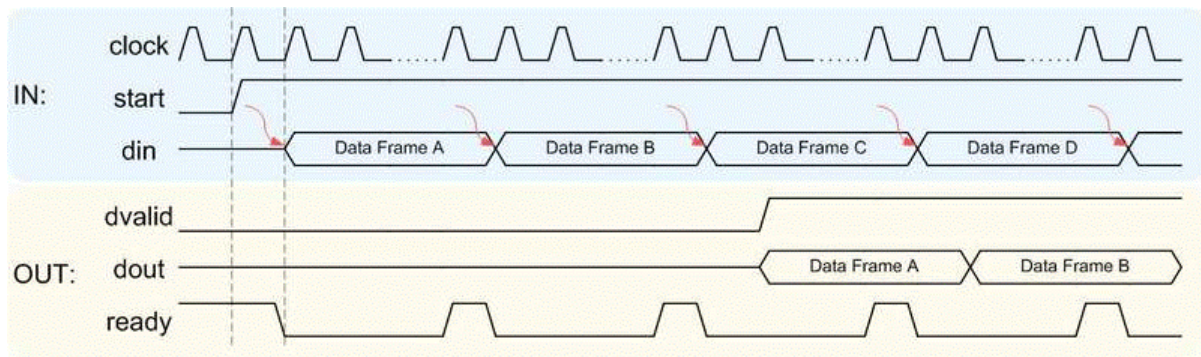 IN:
clock
start
din
Data Frame A
Data Frame B
Data Frame C
Data Frame D
OUT:
dvalid
dout
Data Frame A
Data Frame B
ready